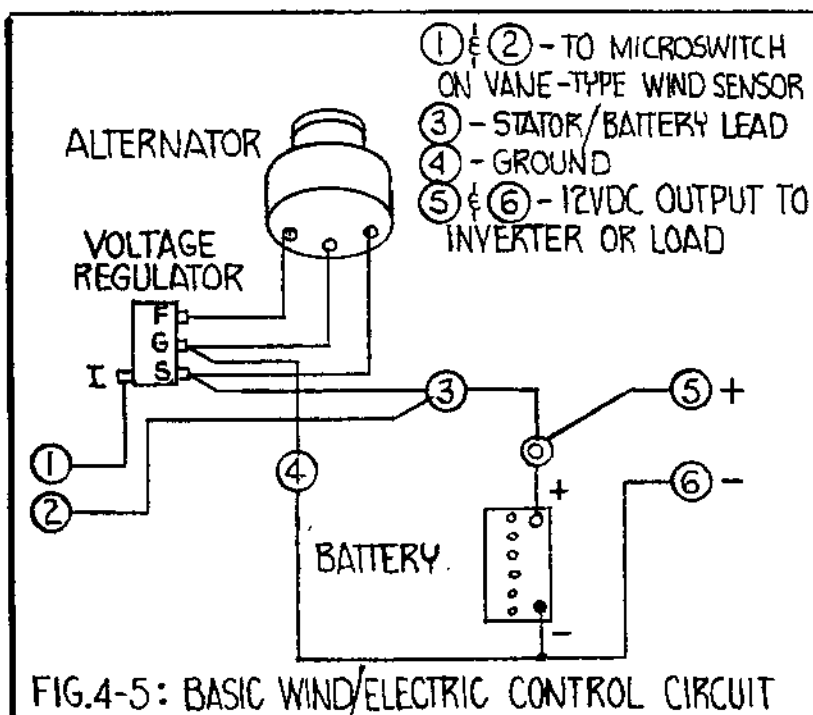 ① & ② - TO MICROSWITCH
ON VANE-TYPE WIND SENSOR
③ - STATOR/BATTERY LEAD
④ - GROUND
⑤ & ⑥ - 12VDC OUTPUT TO
INVERTER OR LOAD
ALTERNATOR
VOLTAGE
REGULATOR
F
G
S
I
③
⑤ +
①
②
④
⑥ -
+
BATTERY
-
FIG.4-5: BASIC WIND/ELECTRIC CONTROL CIRCUIT